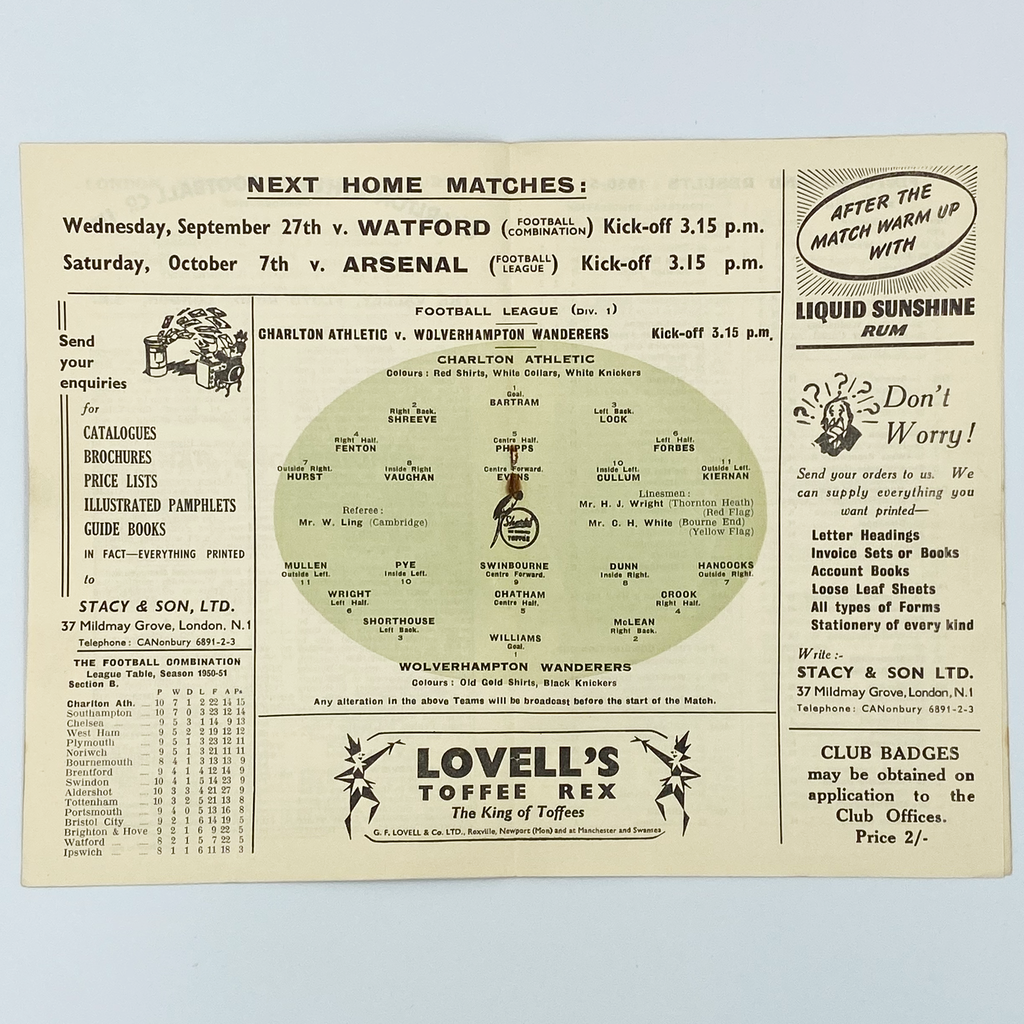 NEXT HOME MATCHES:
Wednesday, September 27th v. WATFORD (FOOTBALL COMBINATION) Kick-off 3.15 p.m.
Saturday, October 7th v. ARSENAL (FOOTBALL LEAGUE) Kick-off 3.15 p.m.
Send
your
enquiries
for
CATALOGUES
BROCHURES
PRICE LISTS
ILLUSTRATED PAMPHLETS
GUIDE BOOKS
IN FACT—EVERYTHING PRINTED
to
STACY & SON, LTD.
37 Mildmay Grove, London, N.1
Telephone: CANonbury 6891-2-3
THE FOOTBALL COMBINATION
League Table, Season 1950-51
Section B.
P W D L F A Ps
Charlton Ath. 10 7 1 2 22 14 15
Southampton 10 7 0 3 23 12 14
Chelsea 9 5 3 1 14 9 13
West Ham 9 5 2 2 19 12 12
Plymouth 9 5 1 3 23 12 11
Norwich 9 5 1 3 21 11 11
Bournemouth 8 4 1 3 13 13 9
Brentford 9 4 1 4 12 14 9
Swindon 10 4 1 5 14 23 9
Aldershot 10 3 3 4 21 27 9
Tottenham 10 3 2 5 21 13 8
Portsmouth 9 4 0 5 13 16 8
Bristol City 9 2 1 6 14 19 5
Brighton & Hove 9 2 1 6 9 22 5
Watford 8 2 1 5 7 22 5
Ipswich 8 1 1 6 11 18 3
FOOTBALL LEAGUE (DIV. 1)
CHARLTON ATHLETIC v. WOLVERHAMPTON WANDERERS Kick-off 3.15 p.m.
CHARLTON ATHLETIC
Colours: Red Shirts, White Collars, White Knickers
1
Goal.
BARTRAM
2 3
Right Back. Left Back.
SHREEVE LOCK
4 5 6
Right Half. Centre Half. Left Half.
FENTON PHIPPS FORBES
7 8 10 11
Outside Right. Inside Right Centre Forward. Inside Left. Outside Left.
HURST VAUGHAN EVANS CULLUM KIERNAN
Referee:
Mr. W. Ling (Cambridge)
Linesmen:
Mr. H. J. Wright (Thornton Heath)
(Red Flag)
Mr. C. H. White (Bourne End)
(Yellow Flag)
Sharps
TOFFEE
MULLEN PYE SWINBOURNE DUNN HANCOCKS
Outside Left. Inside Left. Centre Forward. Inside Right. Outside Right.
11 10 9 8 7
WRIGHT CHATHAM CROOK
Left Half. Centre Half. Right Half.
6 5 4
SHORTHOUSE McLEAN
Left Back. Right Back.
3 2
WILLIAMS
Goal.
1
WOLVERHAMPTON WANDERERS
Colours: Old Gold Shirts, Black Knickers
Any alteration in the above Teams will be broadcast before the start of the Match.
LOVELL'S
TOFFEE REX
The King of Toffees
G. F. LOVELL & Co. LTD., Rexville, Newport (Mon) and at Manchester and Swansea
AFTER THE
MATCH WARM UP
WITH
LIQUID SUNSHINE
RUM
Don't
Worry!
Send your orders to us. We
can supply everything you
want printed—
Letter Headings
Invoice Sets or Books
Account Books
Loose Leaf Sheets
All types of Forms
Stationery of every kind
Write:-
STACY & SON LTD.
37 Mildmay Grove, London, N.1
Telephone: CANonbury 6891-2-3
CLUB BADGES
may be obtained on
application to the
Club Offices.
Price 2/-